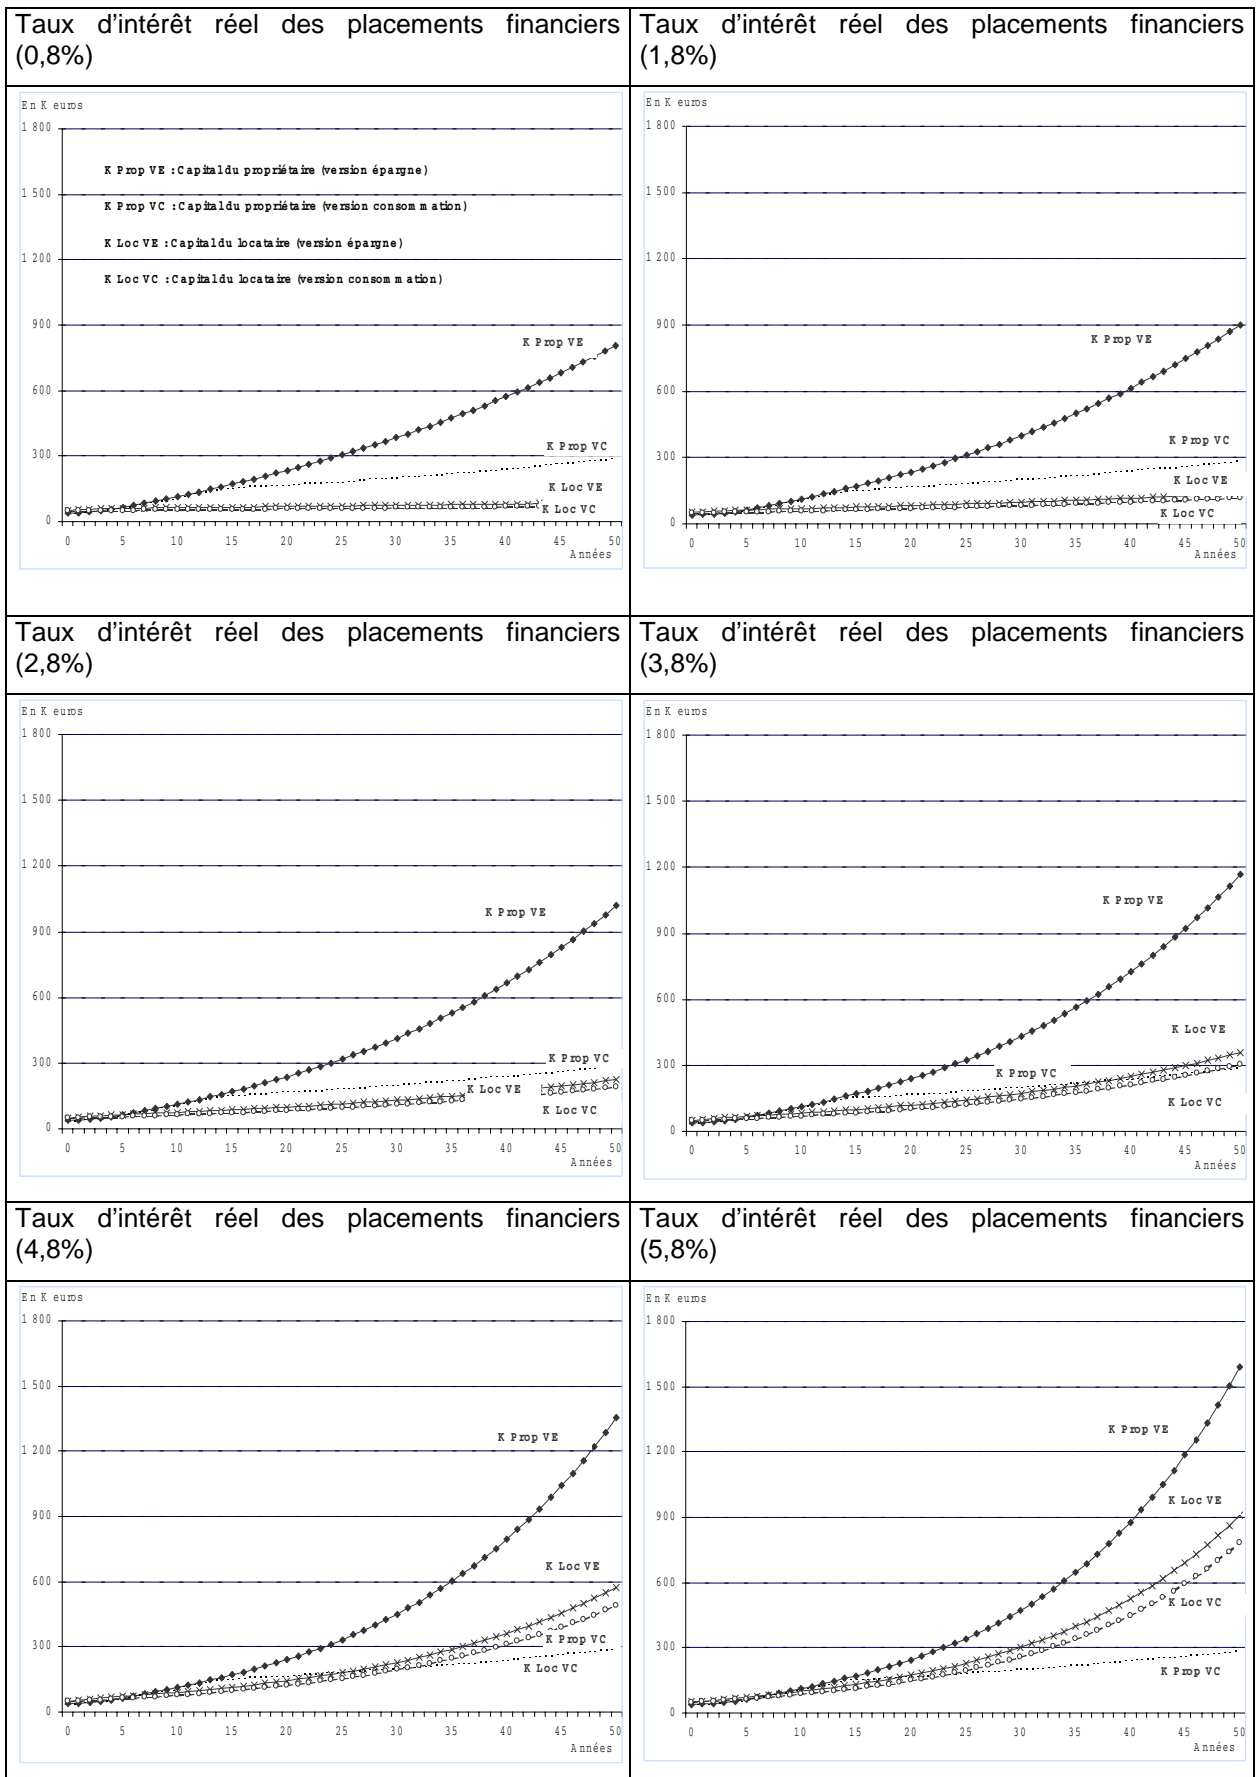 Taux d'intérêt réel des placements financiers
(0,8%)
En K euros
1 800
K Prop VE : Capital du propriétaire (version épargne)
1 500
K Prop VC : Capital du propriétaire (version consommation)
K Loc VE : Capital du locataire (version épargne)
1 200
K Loc VC : Capital du locataire (version consommation)
900
K Prop VE
600
K Prop VC
300
K Loc VE
K Loc VC
0
0 5 10 15 20 25 30 35 40 45 50
Années
Taux d'intérêt réel des placements financiers
(1,8%)
En K euros
1 800
1 500
1 200
900
K Prop VE
600
K Prop VC
300
K Loc VE
K Loc VC
0
0 5 10 15 20 25 30 35 40 45 50
Années
Taux d'intérêt réel des placements financiers
(2,8%)
En K euros
1 800
1 500
1 200
K Prop VE
900
600
300
K Prop VC
K Loc VE
K Loc VC
0
0 5 10 15 20 25 30 35 40 45 50
Années
Taux d'intérêt réel des placements financiers
(3,8%)
En K euros
1 800
1 500
1 200
K Prop VE
900
600
K Loc VE
300
K Prop VC
K Loc VC
0
0 5 10 15 20 25 30 35 40 45 50
Années
Taux d'intérêt réel des placements financiers
(4,8%)
En K euros
1 800
1 500
K Prop VE
1 200
900
K Loc VE
600
K Prop VC
300
K Loc VC
0
0 5 10 15 20 25 30 35 40 45 50
Années
Taux d'intérêt réel des placements financiers
(5,8%)
En K euros
1 800
1 500
K Prop VE
1 200
K Loc VE
900
600
K Loc VC
300
K Prop VC
0
0 5 10 15 20 25 30 35 40 45 50
Années